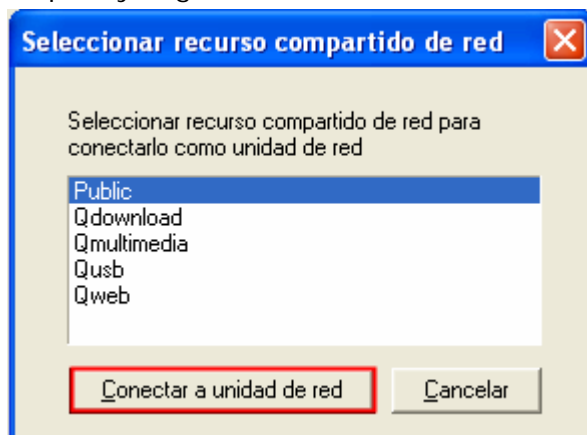 Seleccionar recurso compartido de red
Seleccionar recurso compartido de red para
conectarlo como unidad de red
Public
Qdownload
Qmultimedia
Qusb
Qweb
Conectar a unidad de red
Cancelar